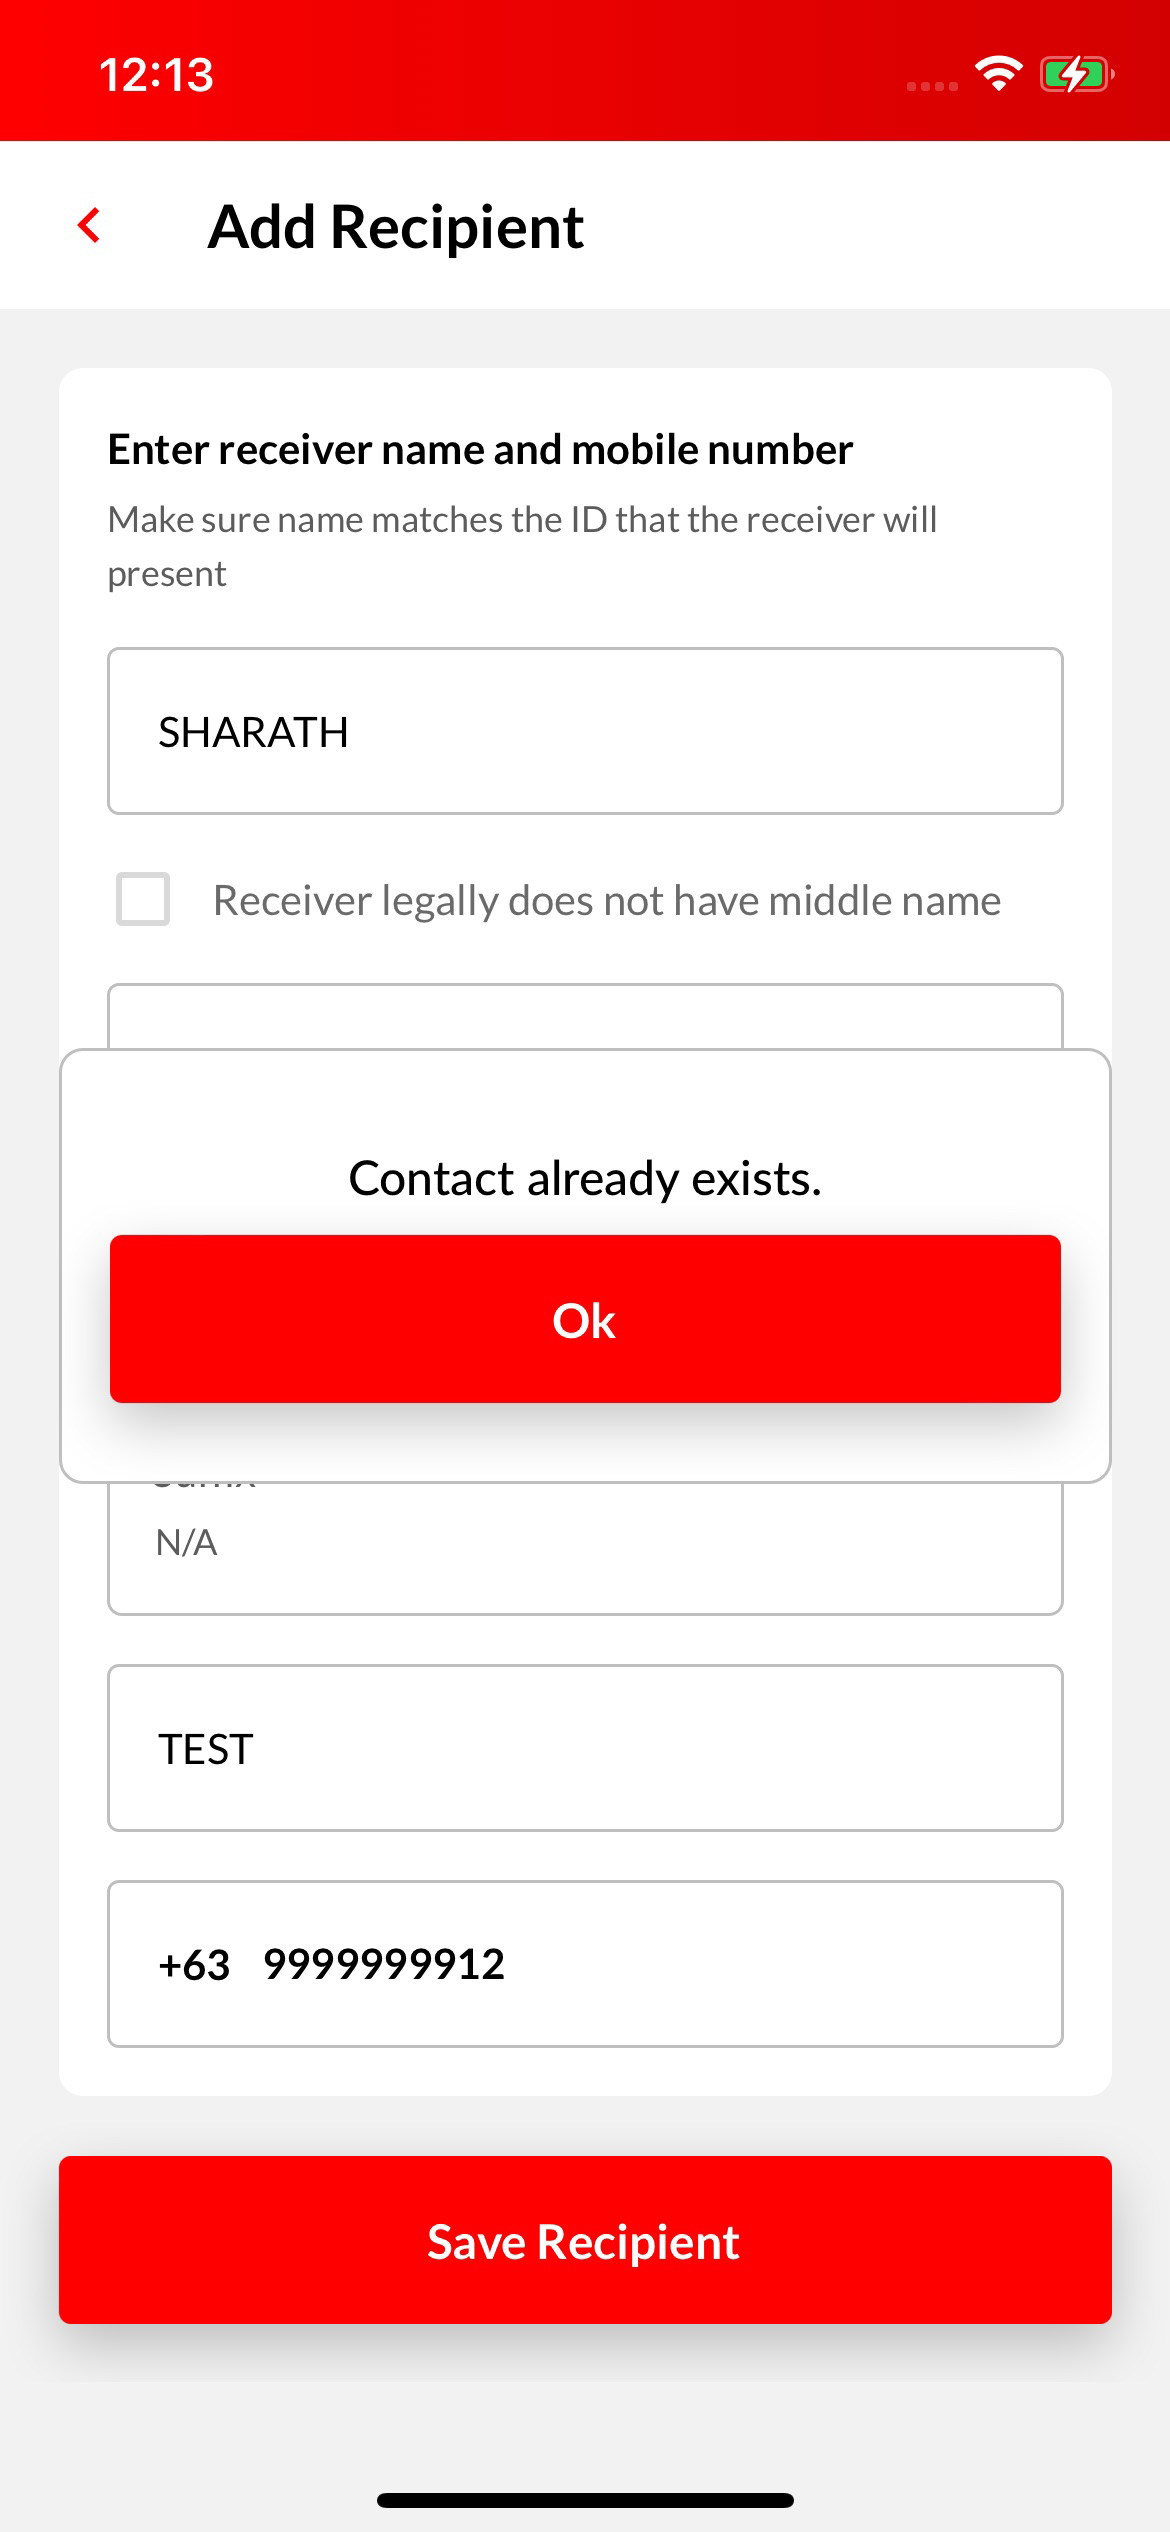 12:13
Add Recipient
Enter receiver name and mobile number
Make sure name matches the ID that the receiver will
present
SHARATH
Receiver legally does not have middle name
Contact already exists.
Ok
N/A
TEST
+63 9999999912
Save Recipient